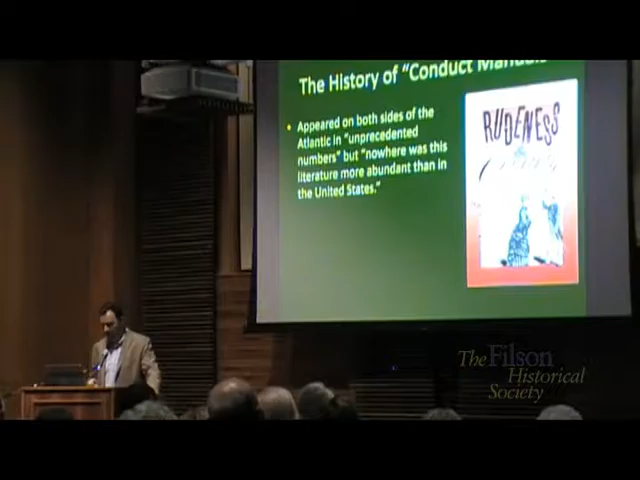 The History of "Conduct Manuals"
• Appeared on both sides of the
Atlantic in "unprecedented
numbers" but "nowhere was this
literature more abundant than in
the United States."
RUDENESS
The Filson
Historical
Society